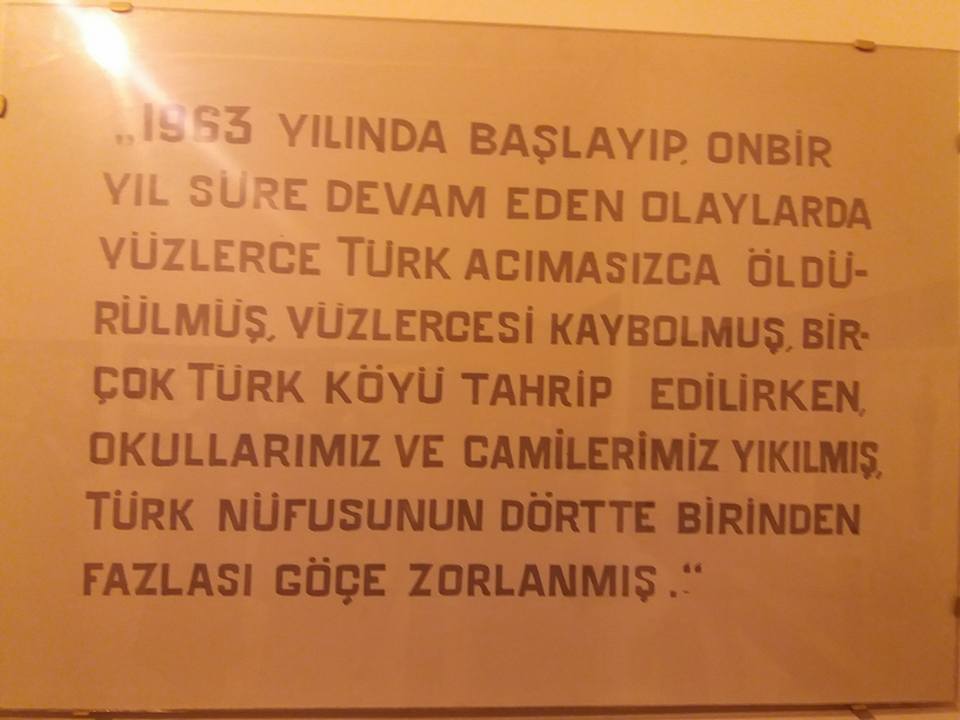 „1963 YILINDA BAŞLAYIP, ONBİR
YIL SÜRE DEVAM EDEN OLAYLARDA
YÜZLERCE TÜRK ACIMASIZCA ÖLDÜ-
RÜLMÜŞ, YÜZLERCESİ KAYBOLMUŞ, BİR-
ÇOK TÜRK KÖYÜ TAHRİP EDİLİRKEN,
OKULLARIMIZ VE CAMİLERİMİZ YIKILMIŞ,
TÜRK NÜFUSUNUN DÖRTTE BİRİNDEN
FAZLASI GÖÇE ZORLANMIŞ.“